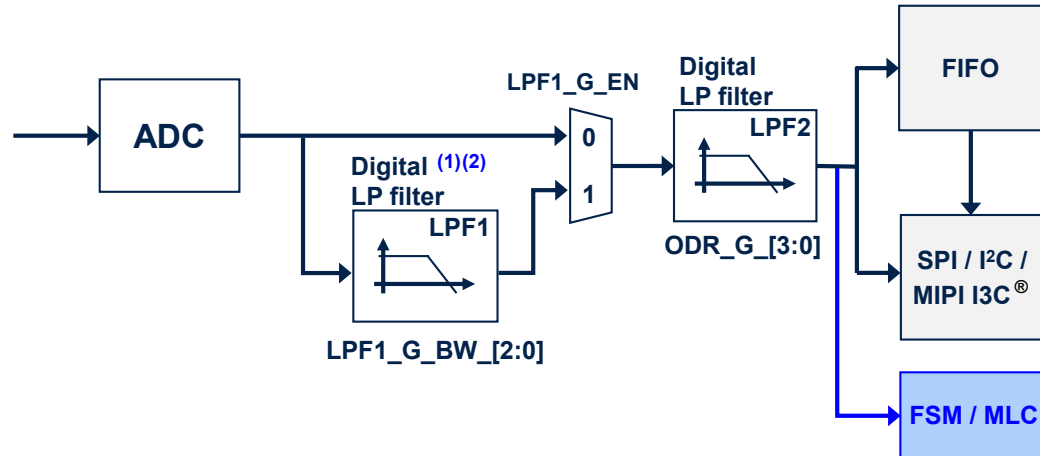 ADC
Digital (1)(2)
LP filter
LPF1
LPF1_G_BW_[2:0]
LPF1_G_EN
0
1
Digital
LP filter
LPF2
ODR_G_[3:0]
FIFO
SPI / I²C /
MIPI I3C ®
FSM / MLC